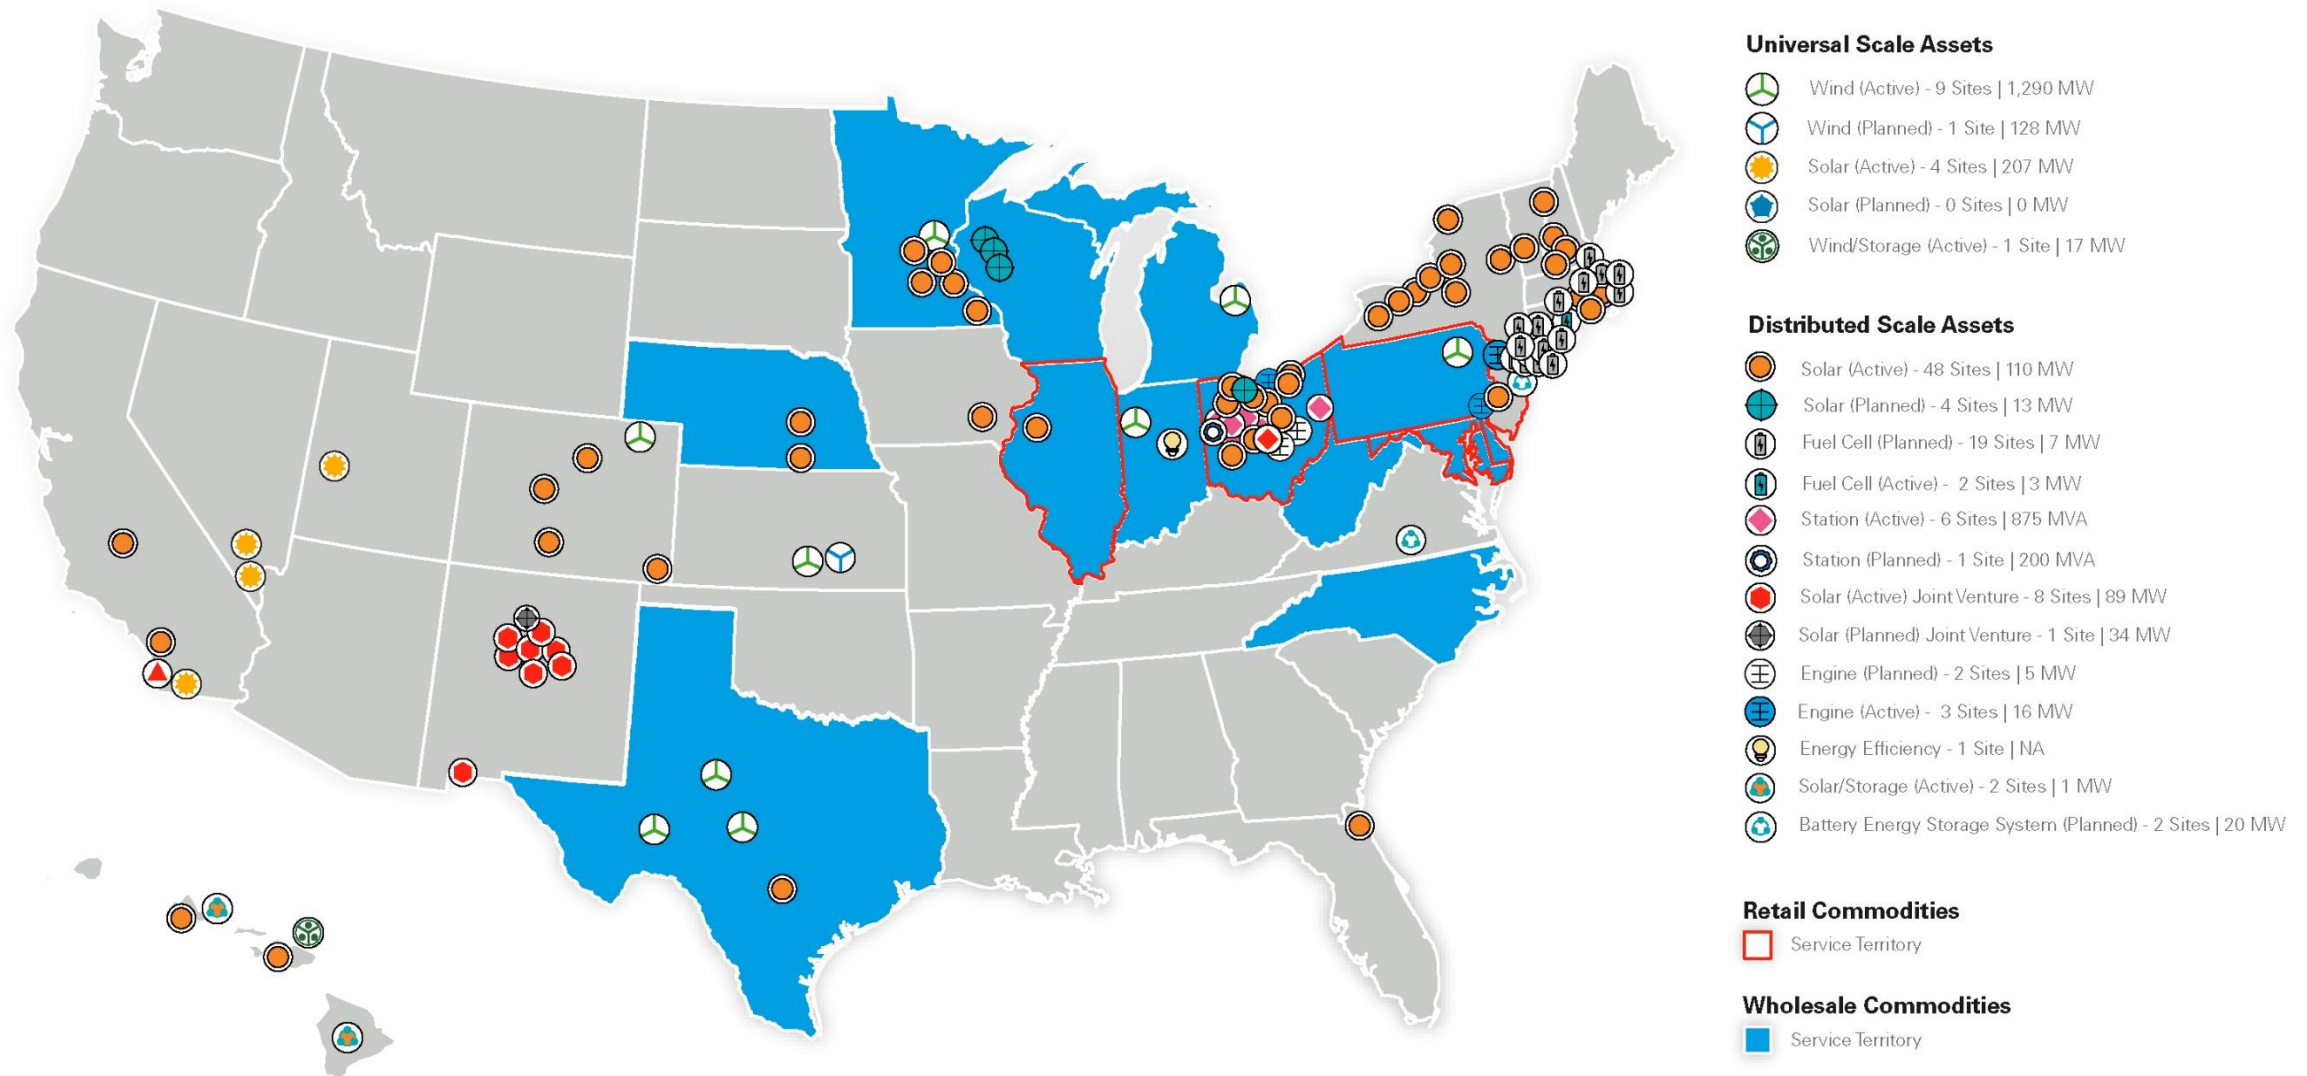 Universal Scale Assets
Wind (Active) - 9 Sites | 1,290 MW
Wind (Planned) - 1 Site | 128 MW
Solar (Active) - 4 Sites | 207 MW
Solar (Planned) - 0 Sites | 0 MW
Wind/Storage (Active) - 1 Site | 17 MW
Distributed Scale Assets
Solar (Active) - 48 Sites | 110 MW
Solar (Planned) - 4 Sites | 13 MW
Fuel Cell (Planned) - 19 Sites | 7 MW
Fuel Cell (Active) - 2 Sites | 3 MW
Station (Active) - 6 Sites | 875 MVA
Station (Planned) - 1 Site | 200 MVA
Solar (Active) Joint Venture - 8 Sites | 89 MW
Solar (Planned) Joint Venture - 1 Site | 34 MW
Engine (Planned) - 2 Sites | 5 MW
Engine (Active) - 3 Sites | 16 MW
Energy Efficiency - 1 Site | NA
Solar/Storage (Active) - 2 Sites | 1 MW
Battery Energy Storage System (Planned) - 2 Sites | 20 MW
Retail Commodities
Service Territory
Wholesale Commodities
Service Territory